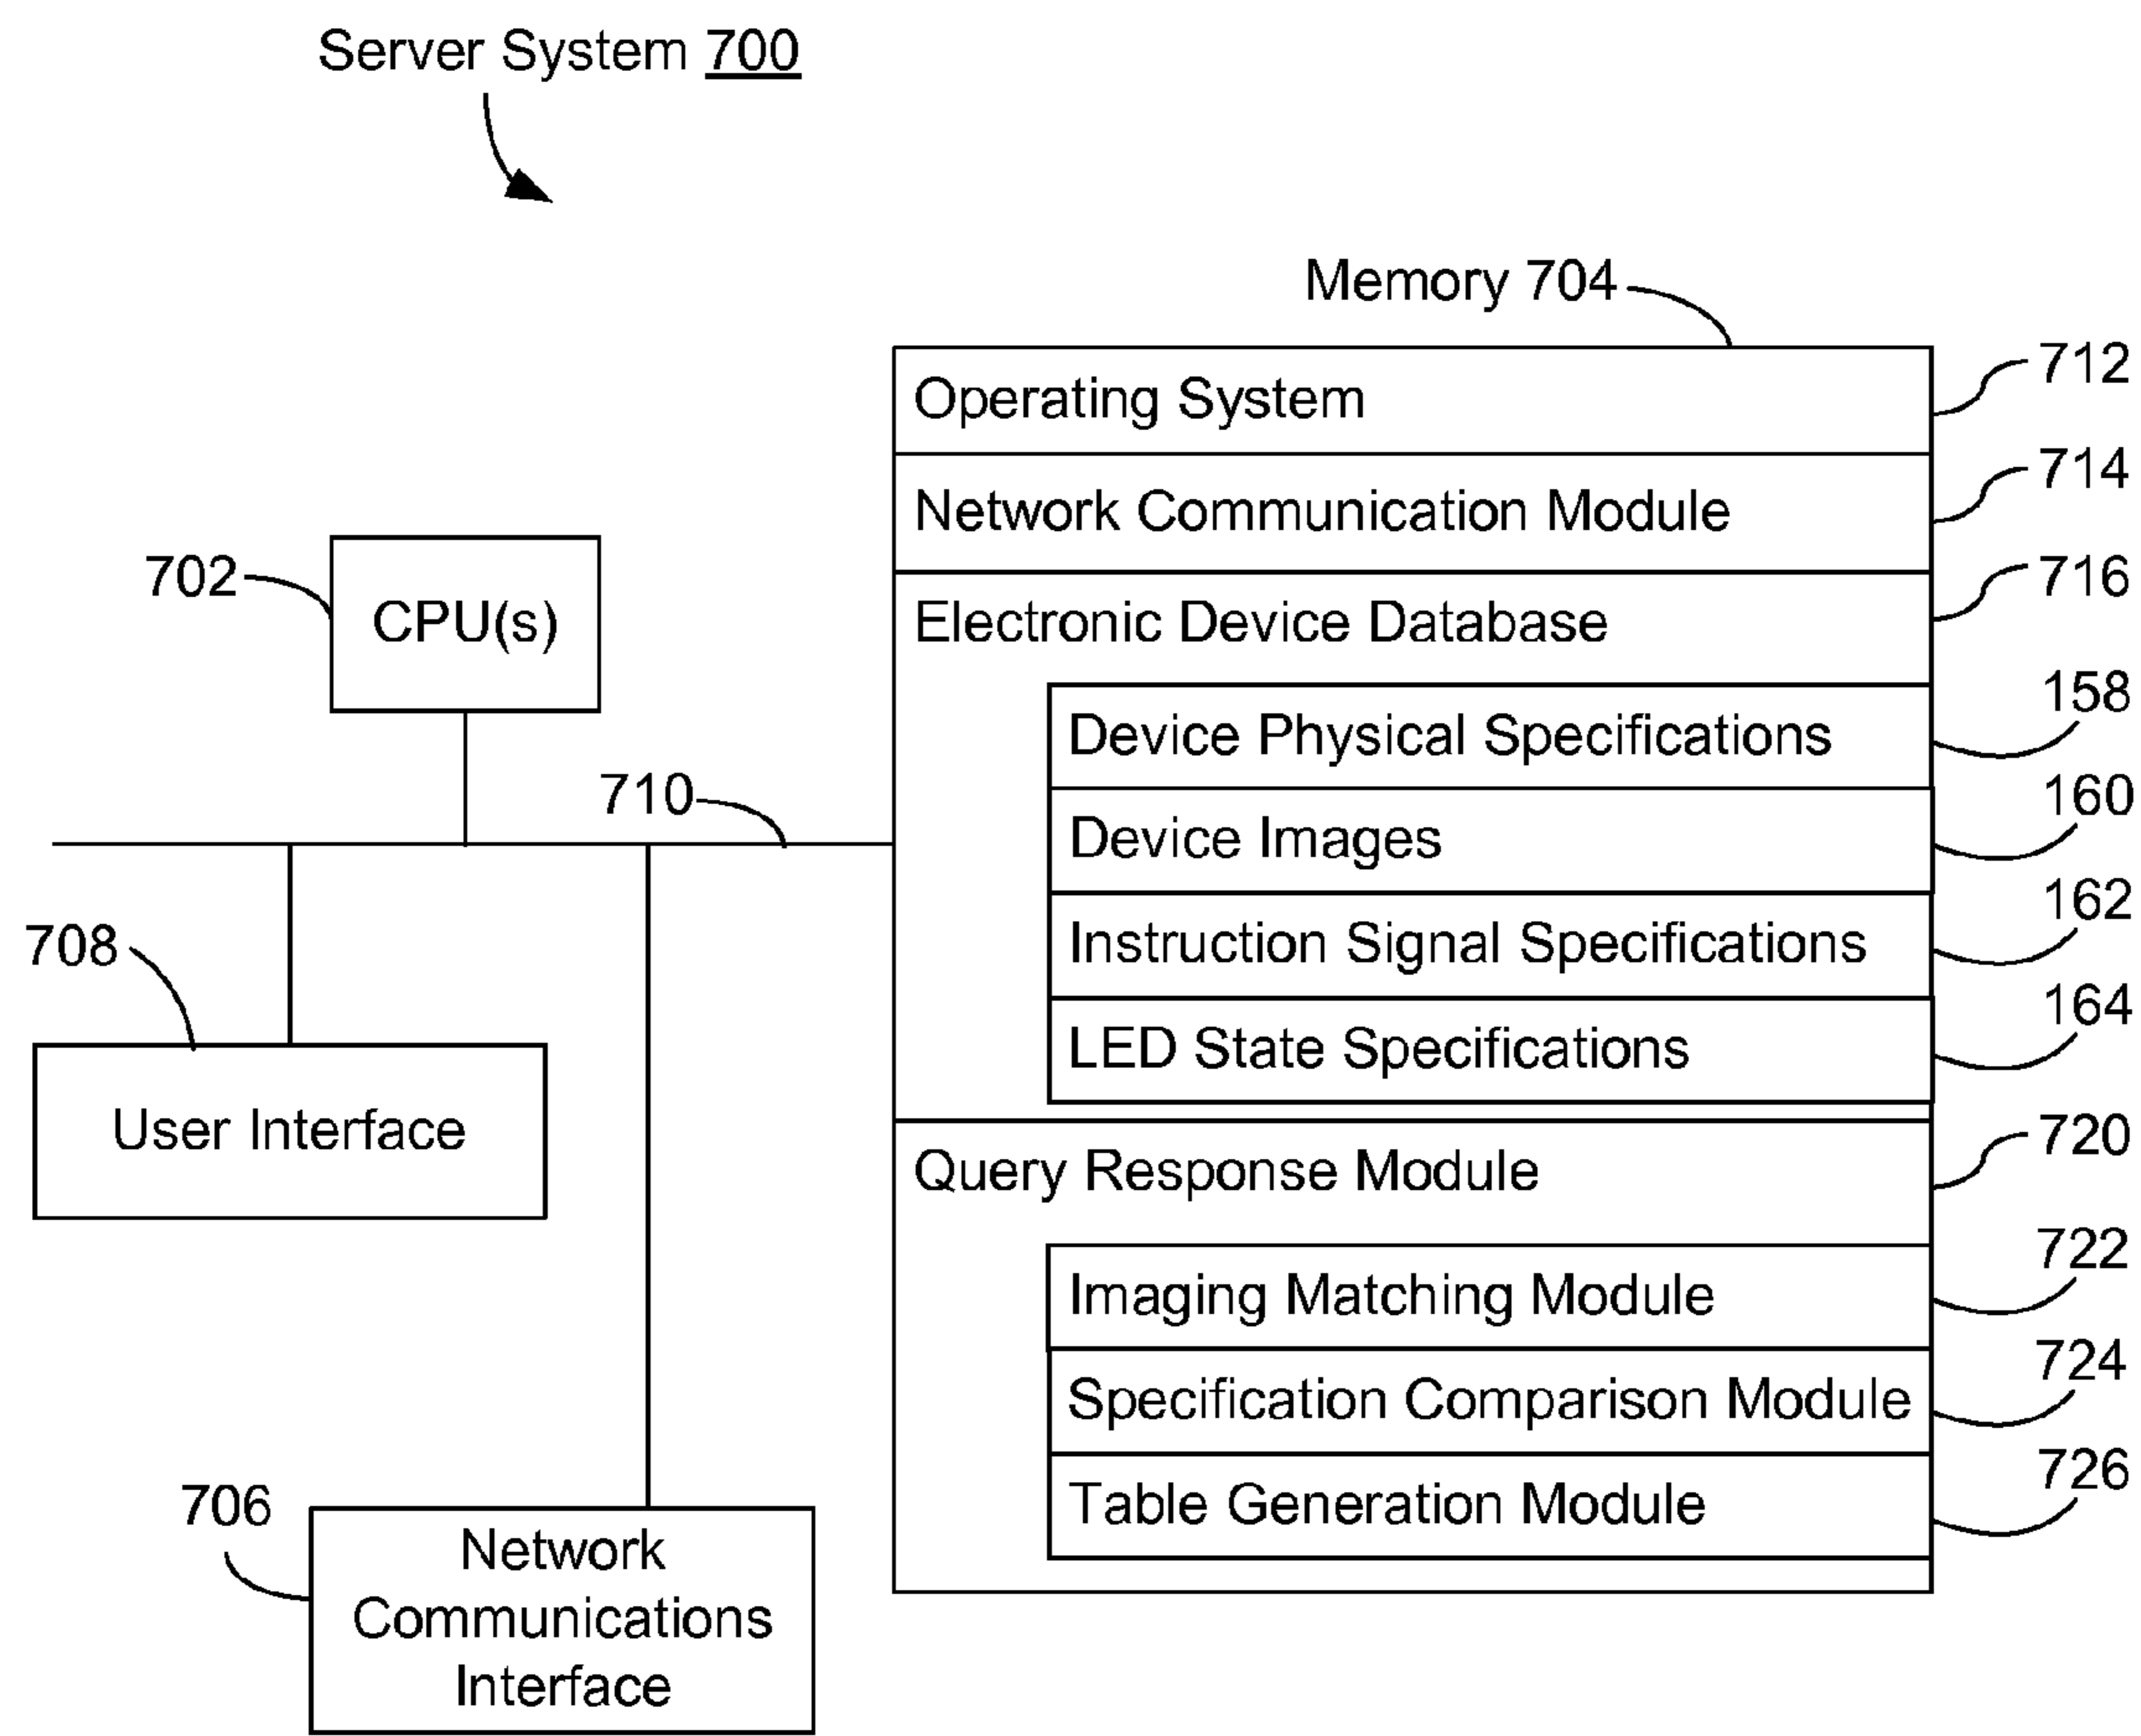 Server System 700
Memory 704
Operating System 712
Network Communication Module 714
702 CPU(s)
Electronic Device Database 716
Device Physical Specifications 158
710
Device Images 160
Instruction Signal Specifications 162
708
LED State Specifications 164
User Interface
Query Response Module 720
Imaging Matching Module 722
Specification Comparison Module 724
Table Generation Module 726
706
Network
Communications
Interface